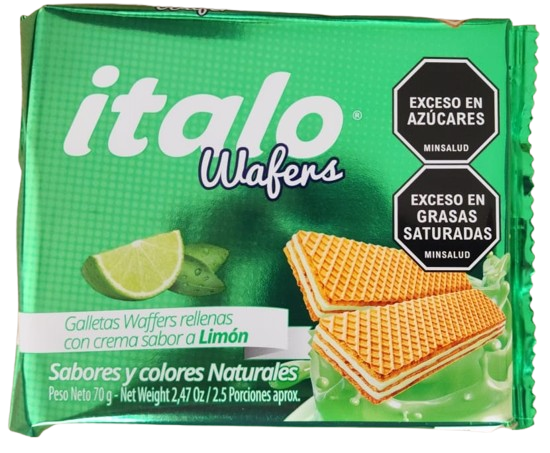 Wafers
italo®
Wafers
EXCESO EN
AZÚCARES
MINSALUD
EXCESO EN
GRASAS
SATURADAS
MINSALUD
Galletas Waffers rellenas
con crema sabor a Limón
Sabores y colores Naturales
Peso Neto 70 g - Net Weight 2,47 Oz / 2.5 Porciones aprox.